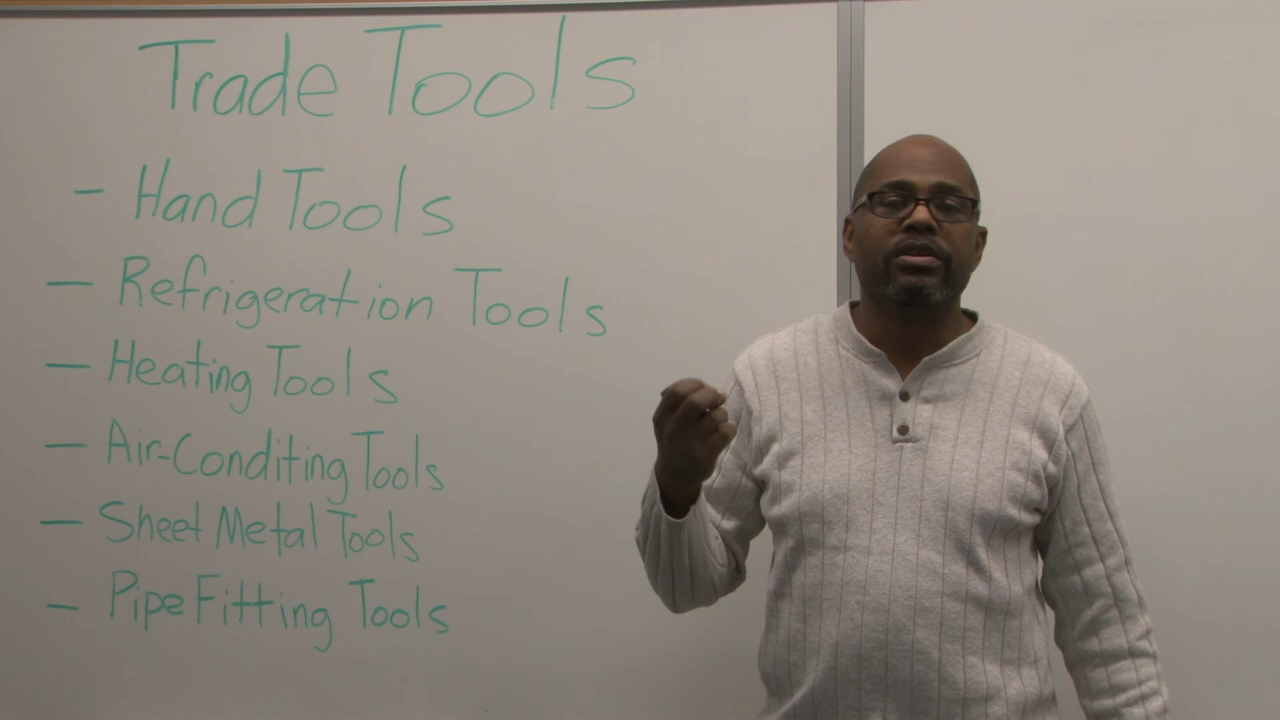 Trade Tools
- Hand Tools
- Refrigeration Tools
- Heating Tools
- Air-Conditing Tools
- Sheet Metal Tools
- Pipe Fitting Tools